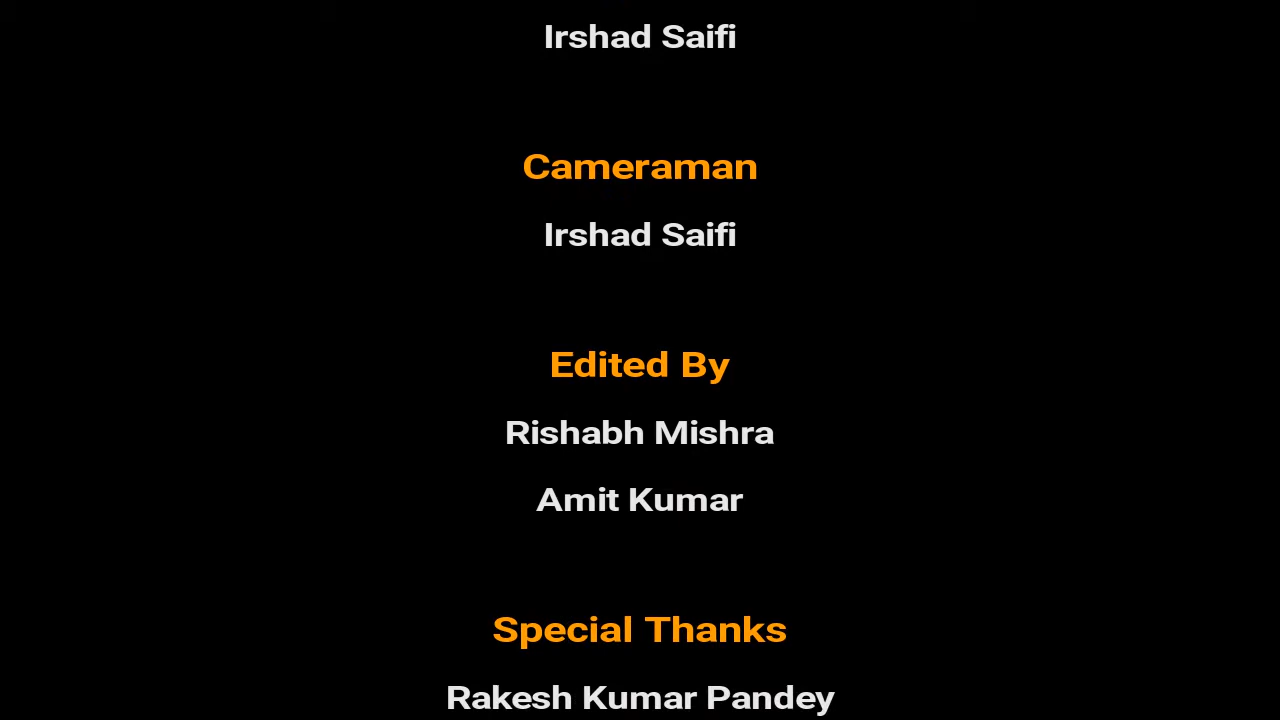 Irshad Saifi
Cameraman
Irshad Saifi
Edited By
Rishabh Mishra
Amit Kumar
Special Thanks
Rakesh Kumar Pandey